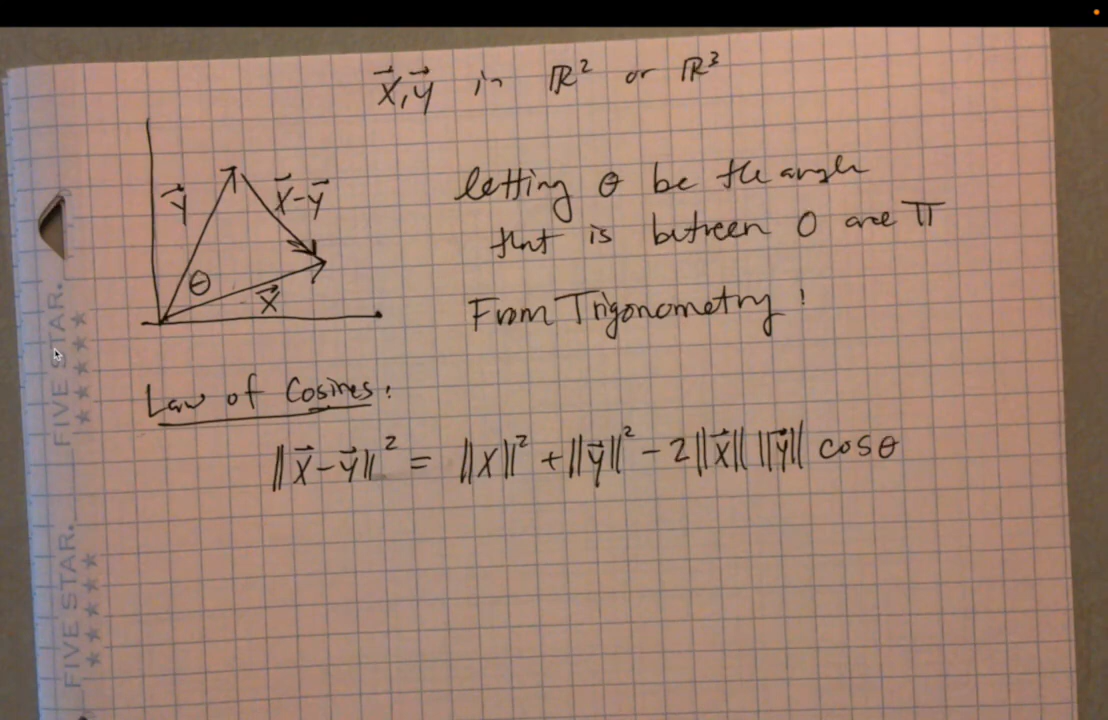 x⃗, y⃗ in ℝ² or ℝ³
y⃗
x⃗-y⃗
θ
x⃗
letting θ be the angle
that is between 0 and π
From Trigonometry!
Law of Cosines:
||x⃗-y⃗||² = ||x||² + ||y⃗||² - 2||x⃗|| ||y⃗|| cosθ
FIVE STAR.
★★★★★
FIVE STAR.
★★★★★